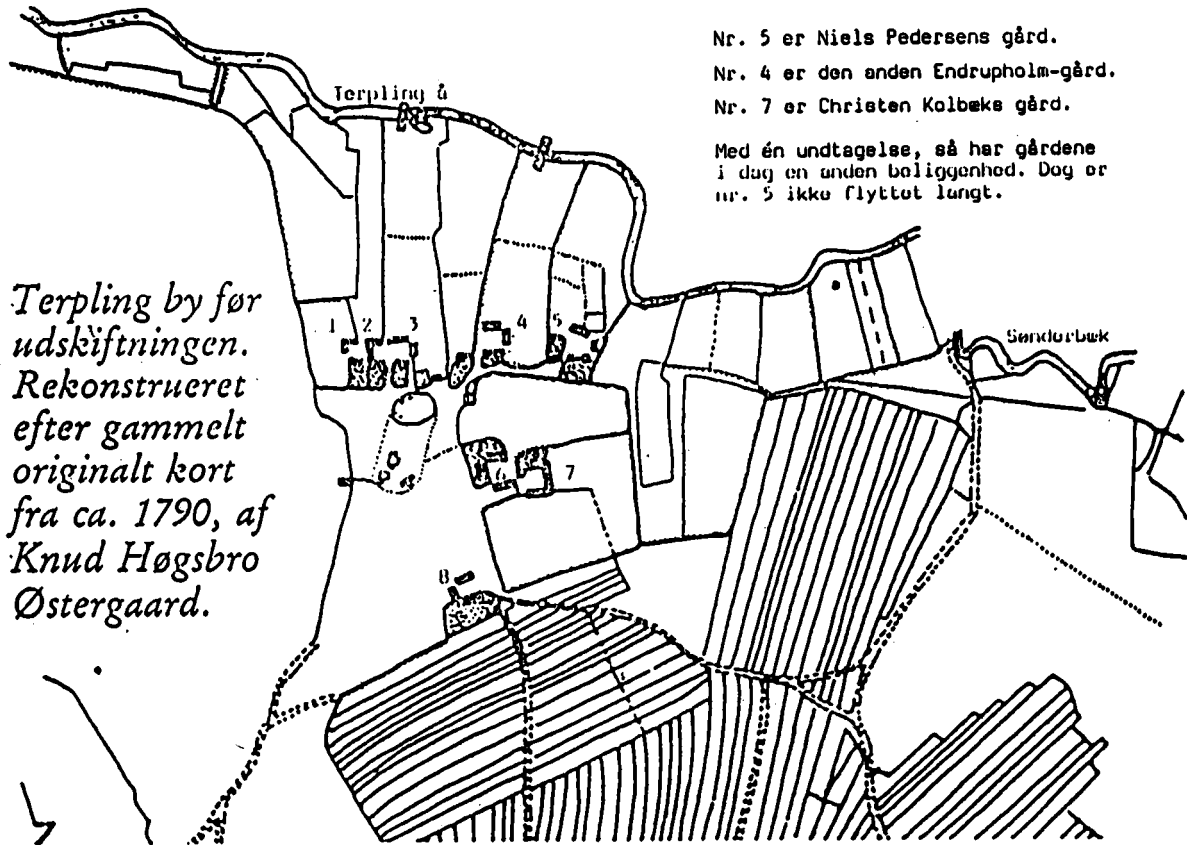 Nr. 5 er Niels Pedersens gård.
Nr. 4 er den anden Endrupholm-gård.
Nr. 7 er Christen Kolbæks gård.
Med én undtagelse, så har gårdene
i dag en anden beliggenhed. Dog er
nr. 5 ikke flyttet langt.
Terpling å
Sønderbæk
Terpling by før
udskiftningen.
Rekonstrueret
efter gammelt
originalt kort
fra ca. 1790, af
Knud Høgsbro
Østergaard.
1 2 3 4 5
6 7
8